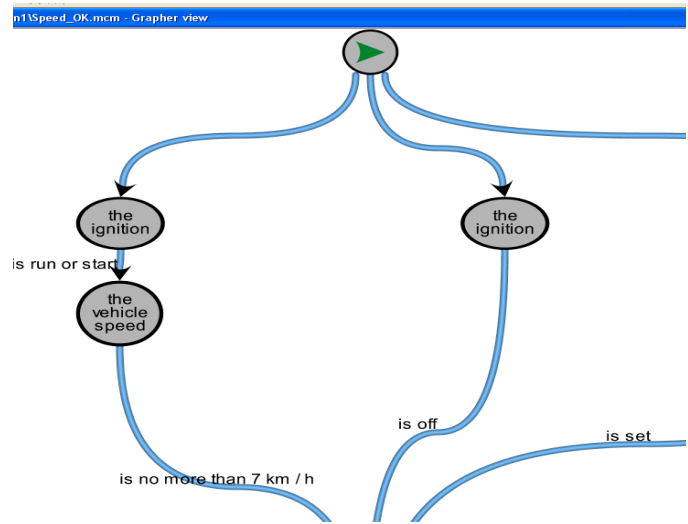 n1\Speed_OK.mcm - Grapher view
the
ignition
the
ignition
is run or start
the
vehicle
speed
is off
is set
is no more than 7 km / h